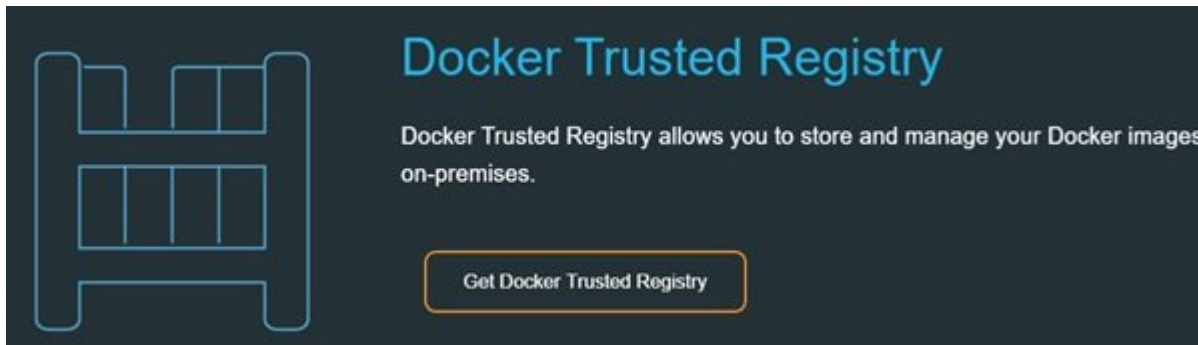 Docker Trusted Registry
Docker Trusted Registry allows you to store and manage your Docker images
on-premises.
Get Docker Trusted Registry